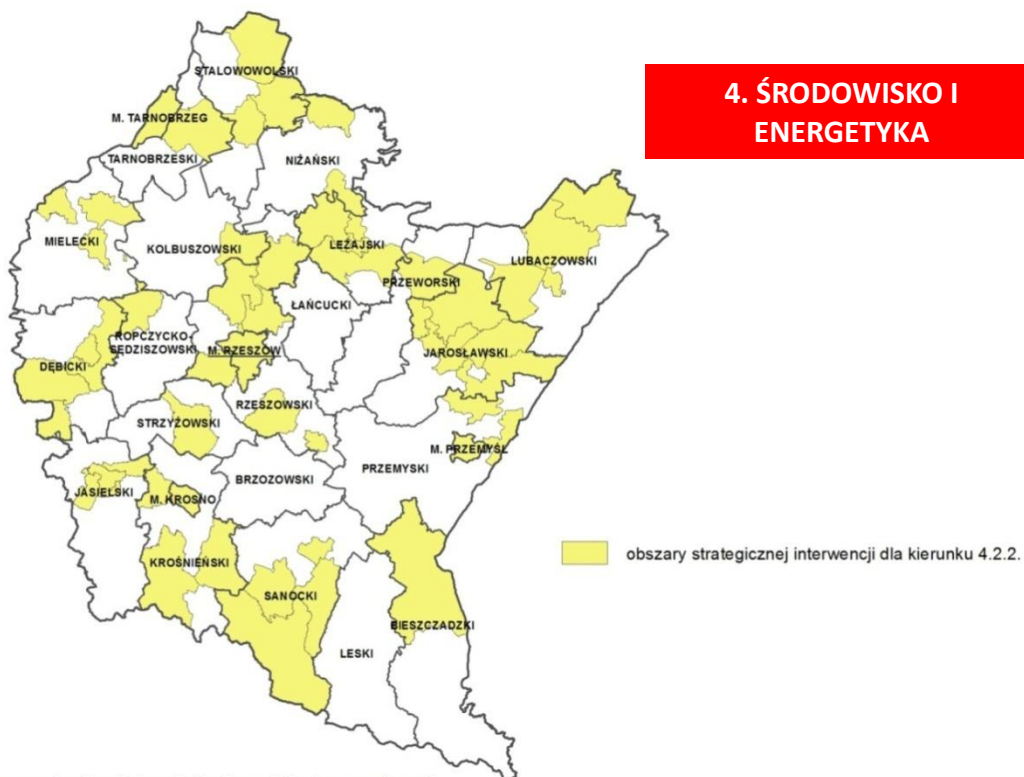 4. ŚRODOWISKO I
ENERGETYKA
STALOWOWOLSKI
M. TARNOBRZEG
TARNOBRZESKI
NIŻAŃSKI
MIELECKI
KOLBUSZOWSKI
LEŻAJSKI
LUBACZOWSKI
PRZEWORSKI
ŁAŃCUCKI
ROPCZYCKO-
SĘDZISZOWSKI
M. RZESZÓW
JAROSŁAWSKI
DĘBICKI
RZESZOWSKI
STRZYŻOWSKI
M. PRZEMYŚL
PRZEMYSKI
BRZOZOWSKI
JASIELSKI
M. KROSNO
obszary strategicznej interwencji dla kierunku 4.2.2.
KROŚNIEŃSKI
SANOCKI
BIESZCZADZKI
LESKI